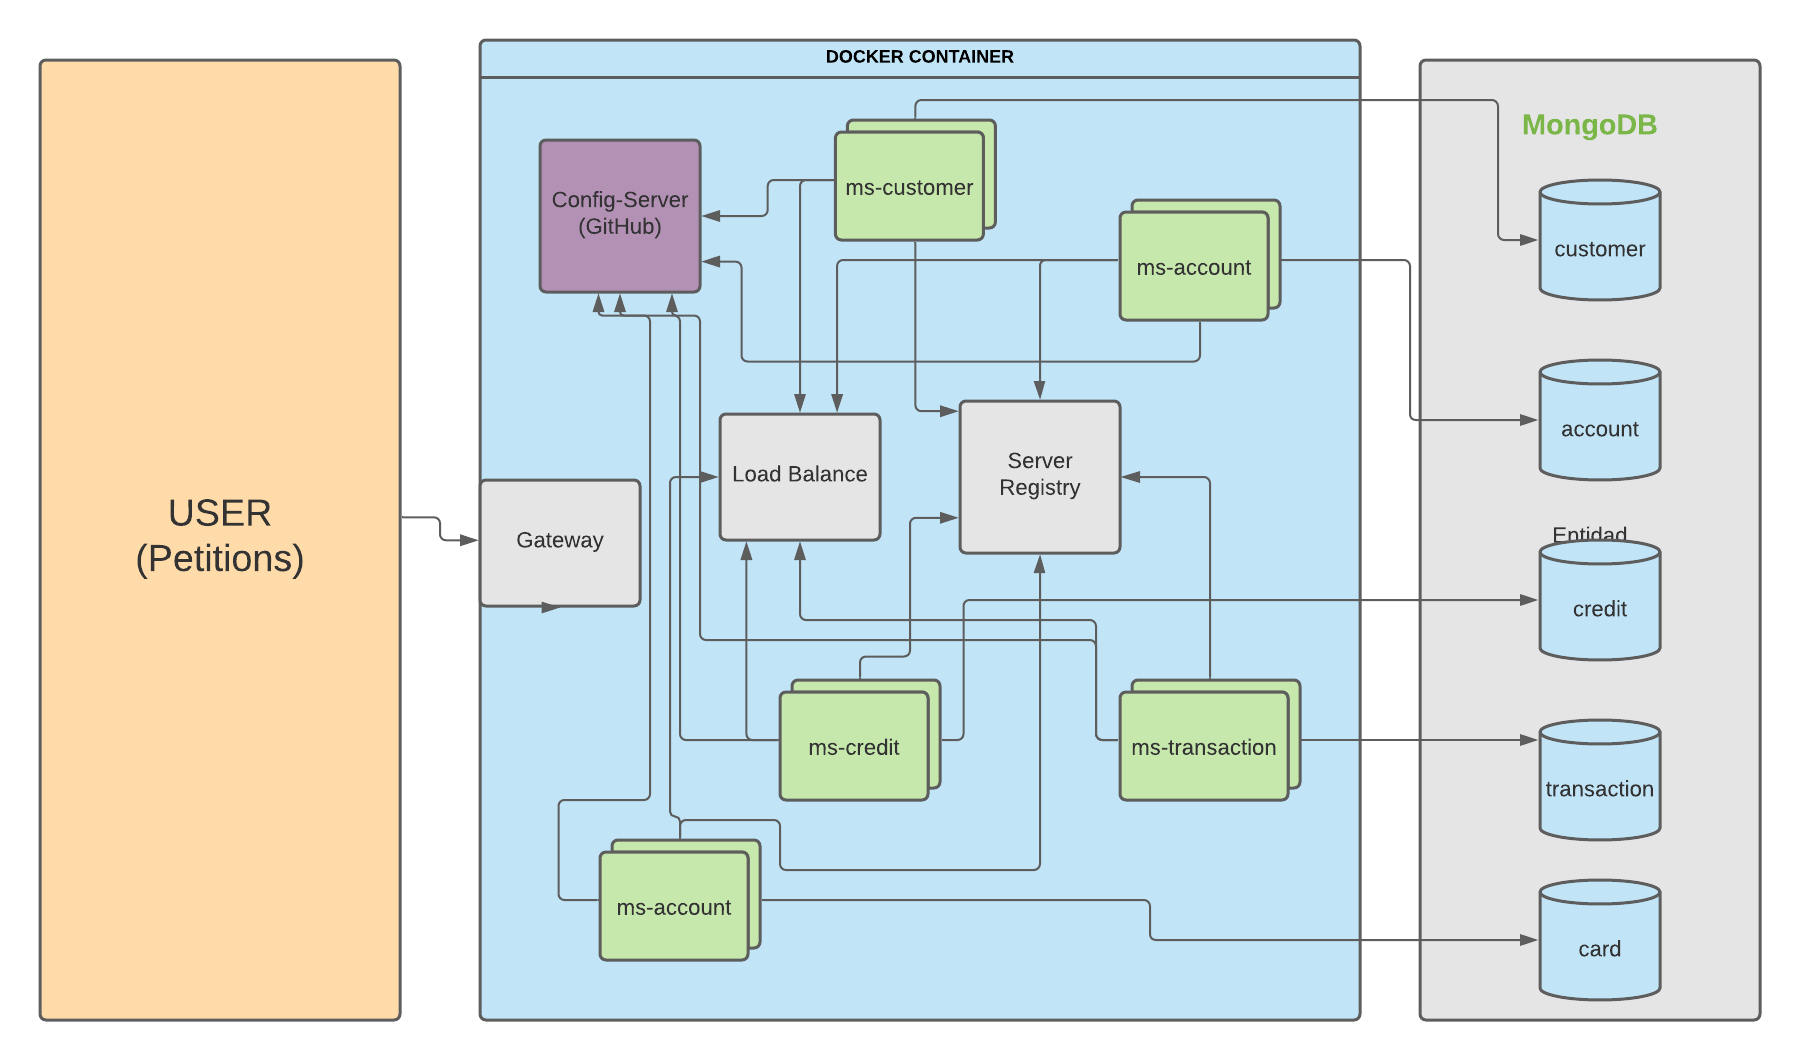 DOCKER CONTAINER
USER
(Petitions)
Config-Server
(GitHub)
ms-customer
ms-account
Load Balance
Server
Registry
Gateway
ms-credit
ms-transaction
ms-account
MongoDB
customer
account
Entidad
credit
transaction
card